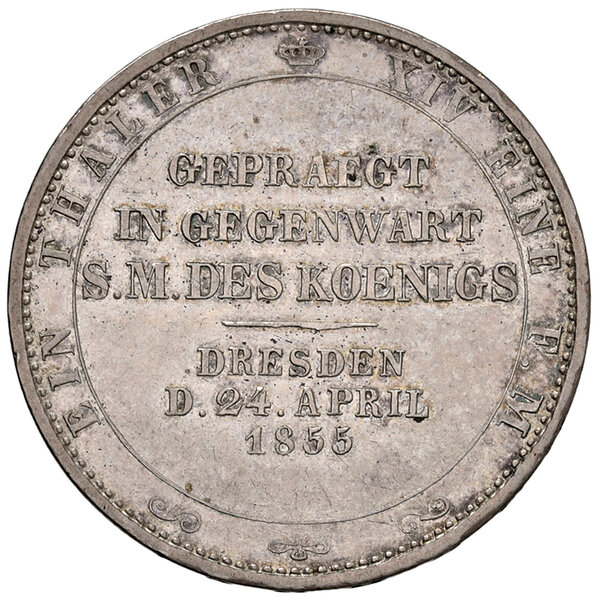 EIN THALER XIV EINE F.M
GEPRAEGT
IN GEGENWART
S.M.DES KOENIGS
DRESDEN
D. 24. APRIL
1855